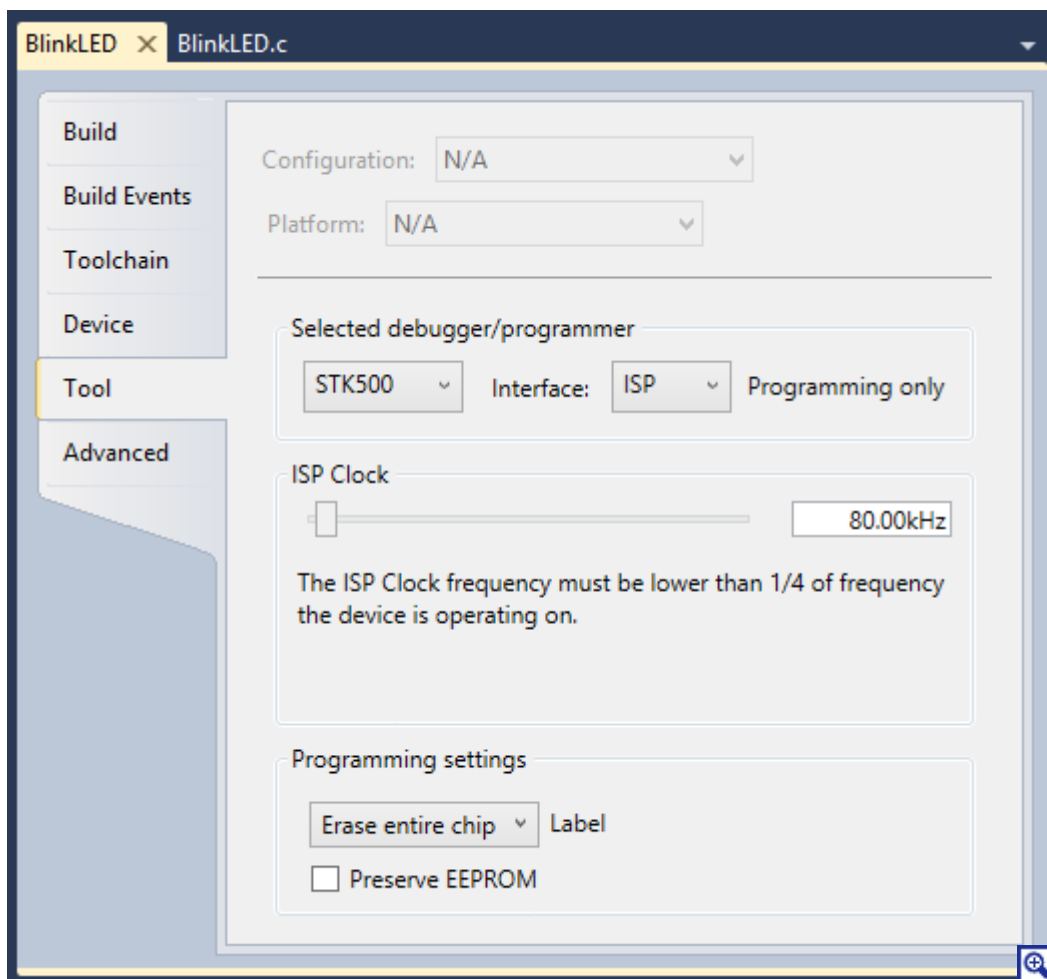 BlinkLED
BlinkLED.c
Build
Build Events
Toolchain
Device
Tool
Advanced
Configuration: N/A
Platform: N/A
Selected debugger/programmer
STK500 Interface: ISP Programming only
ISP Clock
80.00kHz
The ISP Clock frequency must be lower than 1/4 of frequency
the device is operating on.
Programming settings
Erase entire chip Label
Preserve EEPROM